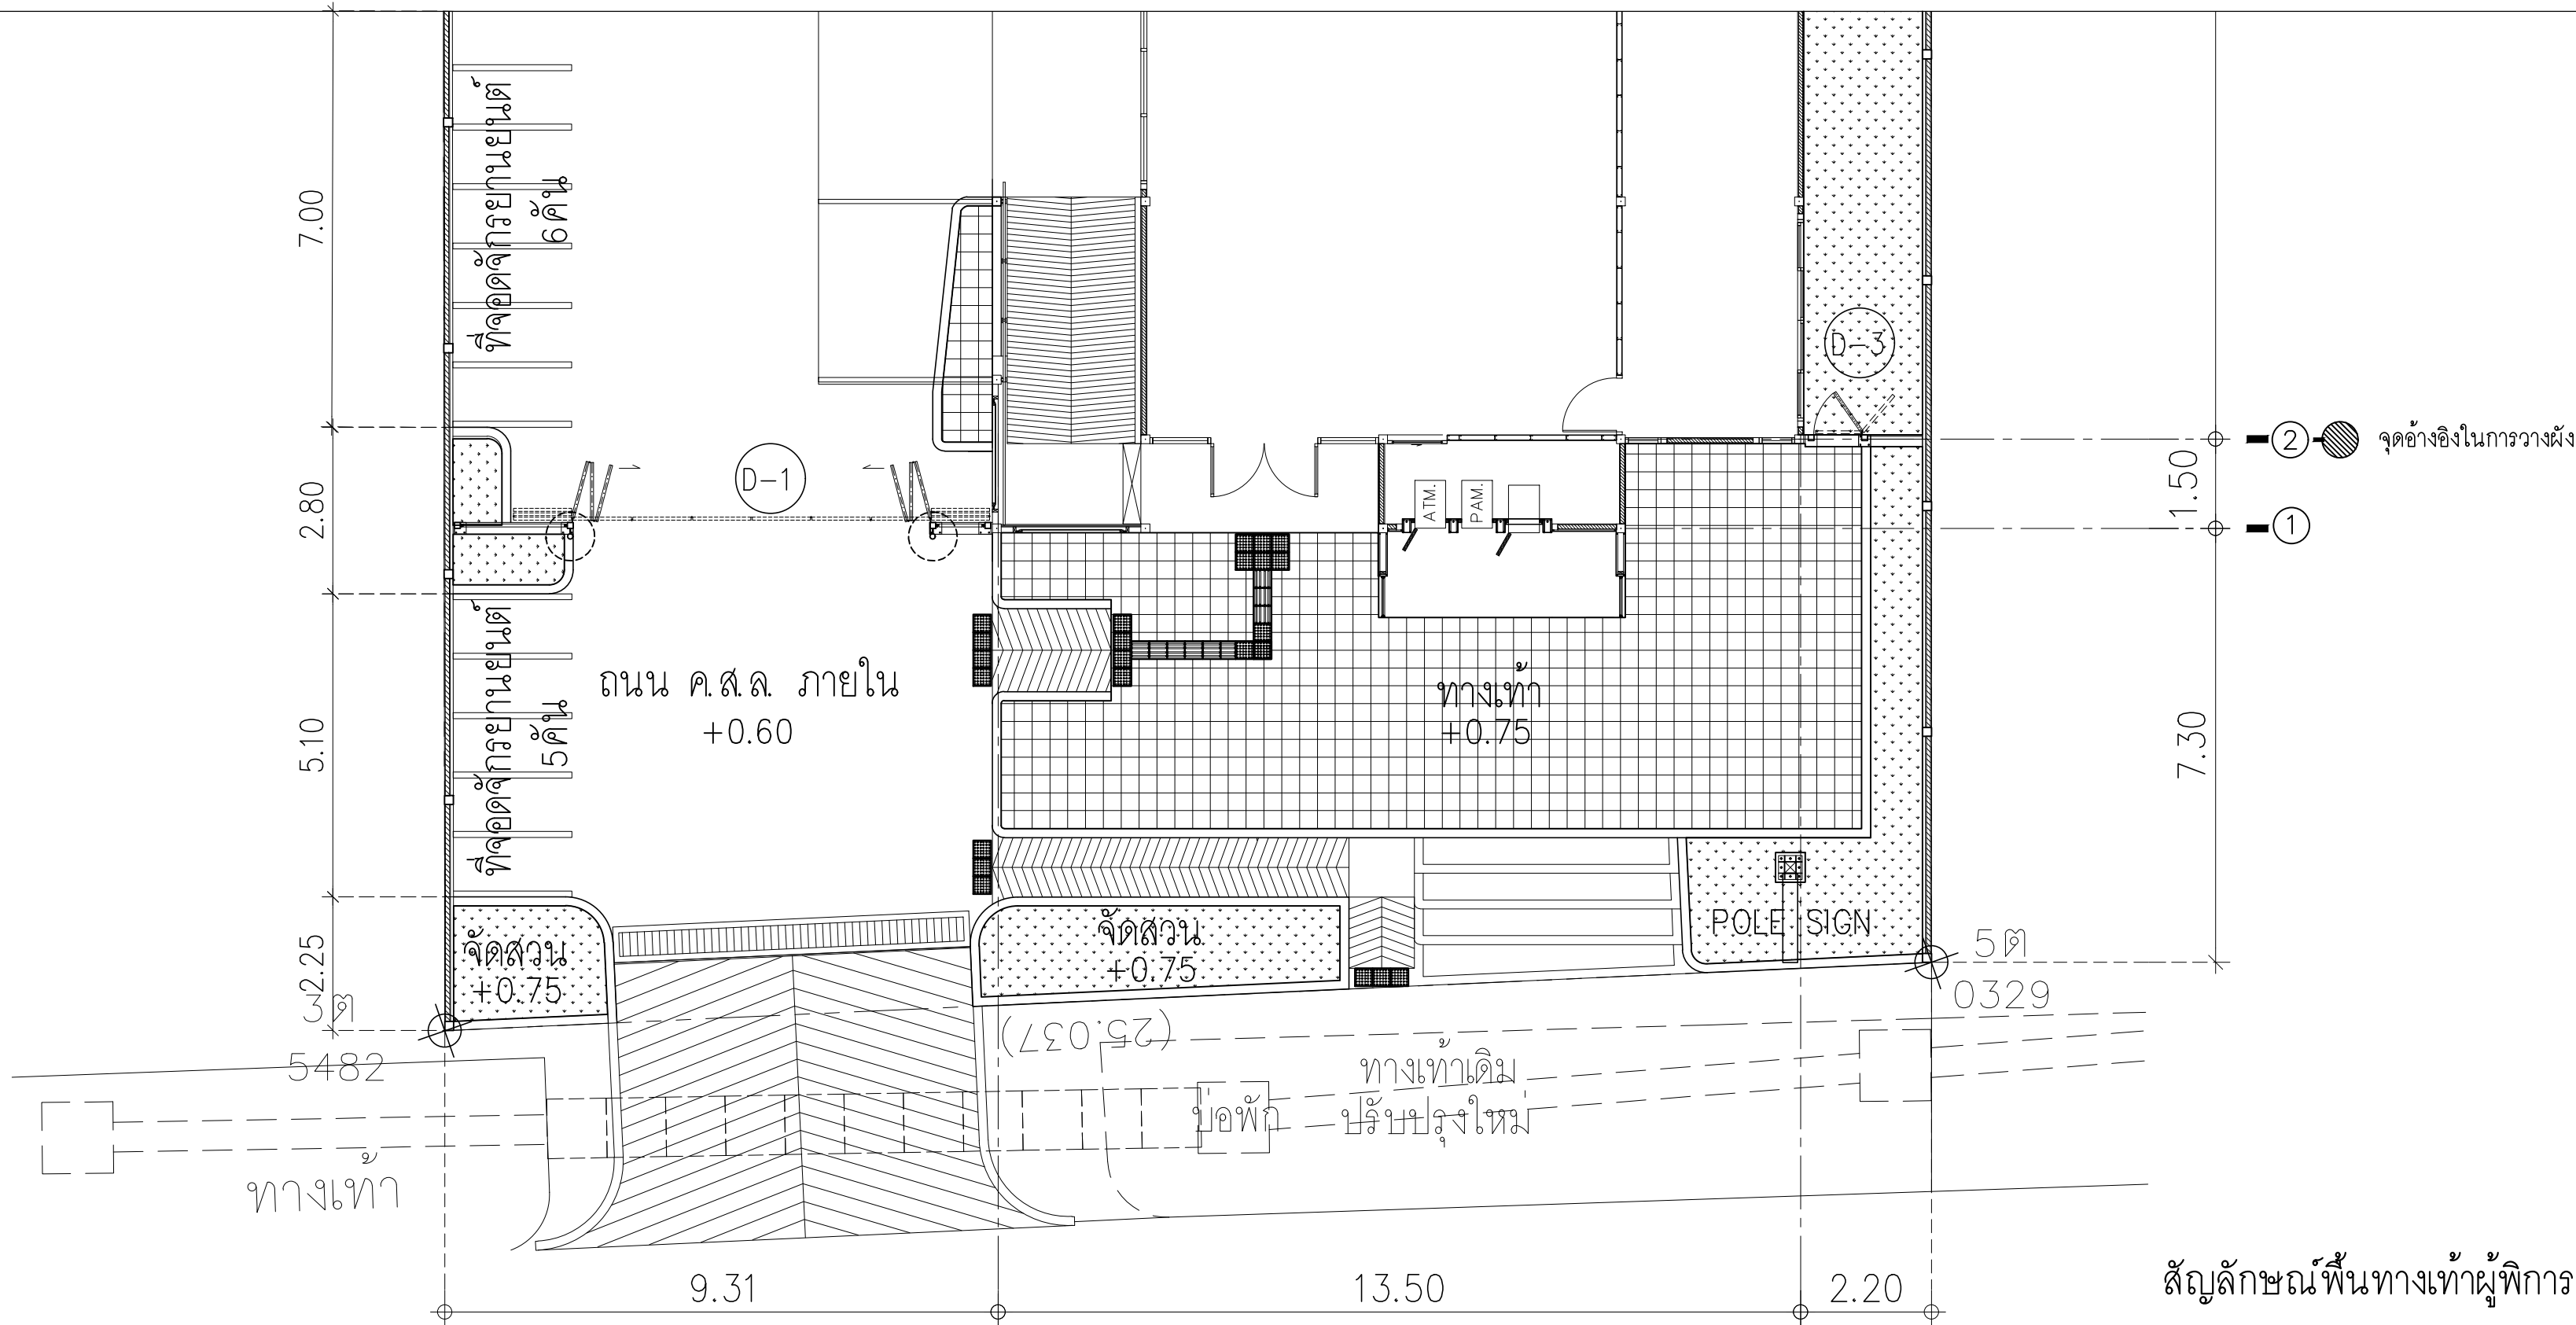 7.00
2.80
5.10
2.25
ที่จอดจักรยานยนต์
6คัน
ที่จอดจักรยานยนต์
5คัน
D-1
D-3
ATM.
PAM.
2
จุดอ้างอิงในการวางผัง
1
1.50
7.30
ถนน ค.ส.ล. ภายใน
+0.60
ทางเท้า
+0.75
จัดสวน
+0.75
จัดสวน
+0.75
POLE SIGN
3ต
5482
5ต
0329
(25.037)
ทางเท้าเดิม
ปรับปรุงใหม่
บ่อพัก
ทางเท้า
9.31
13.50
2.20
สัญลักษณ์พื้นทางเท้าผู้พิการ